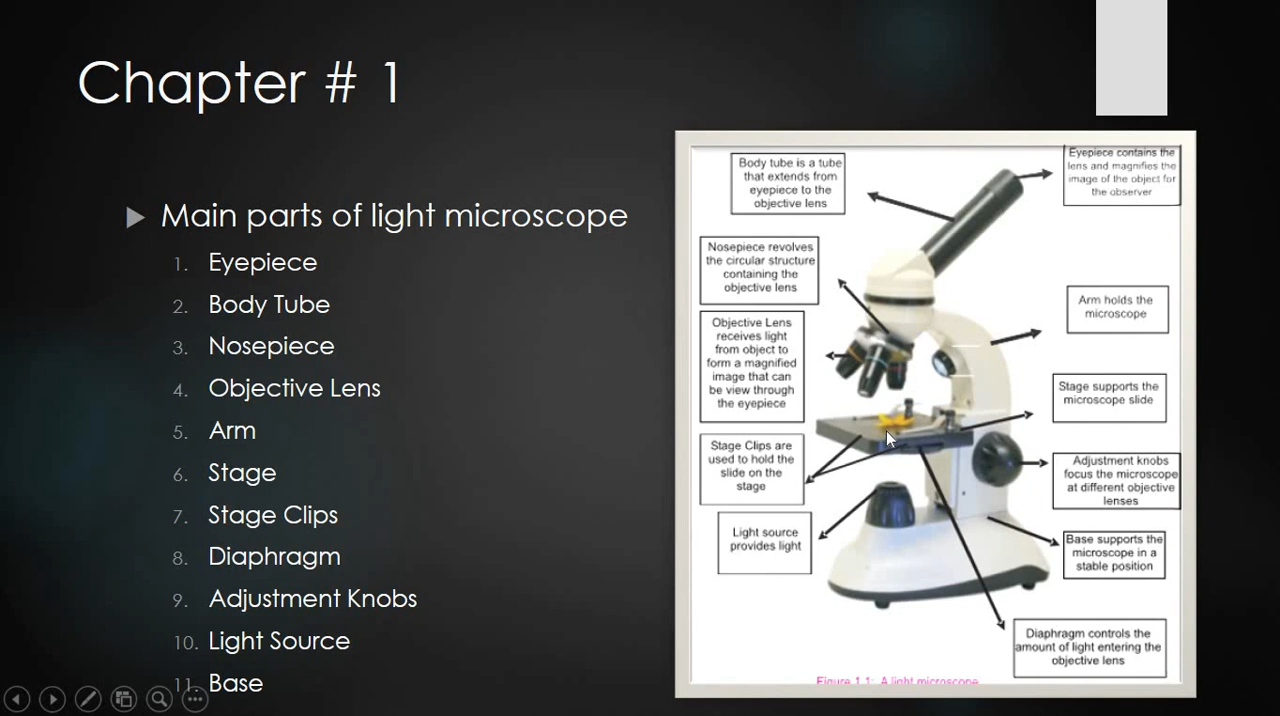 Chapter # 1
Main parts of light microscope
1. Eyepiece
2. Body Tube
3. Nosepiece
4. Objective Lens
5. Arm
6. Stage
7. Stage Clips
8. Diaphragm
9. Adjustment Knobs
10. Light Source
11. Base
Body tube is a tube
that extends from
eyepiece to the
objective lens
Eyepiece contains the
lens and magnifies the
image of the object for
the observer
Nosepiece revolves
the circular structure
containing the
objective lens
Arm holds the
microscope
Objective Lens
receives light
from object to
form a magnified
image that can
be view through
the eyepiece
Stage supports the
microscope slide
Stage Clips are
used to hold the
slide on the
stage
Adjustment knobs
focus the microscope
at different objective
lenses
Light source
provides light
Base supports the
microscope in a
stable position
Diaphragm controls the
amount of light entering the
objective lens
Figure 1.1: A light microscope